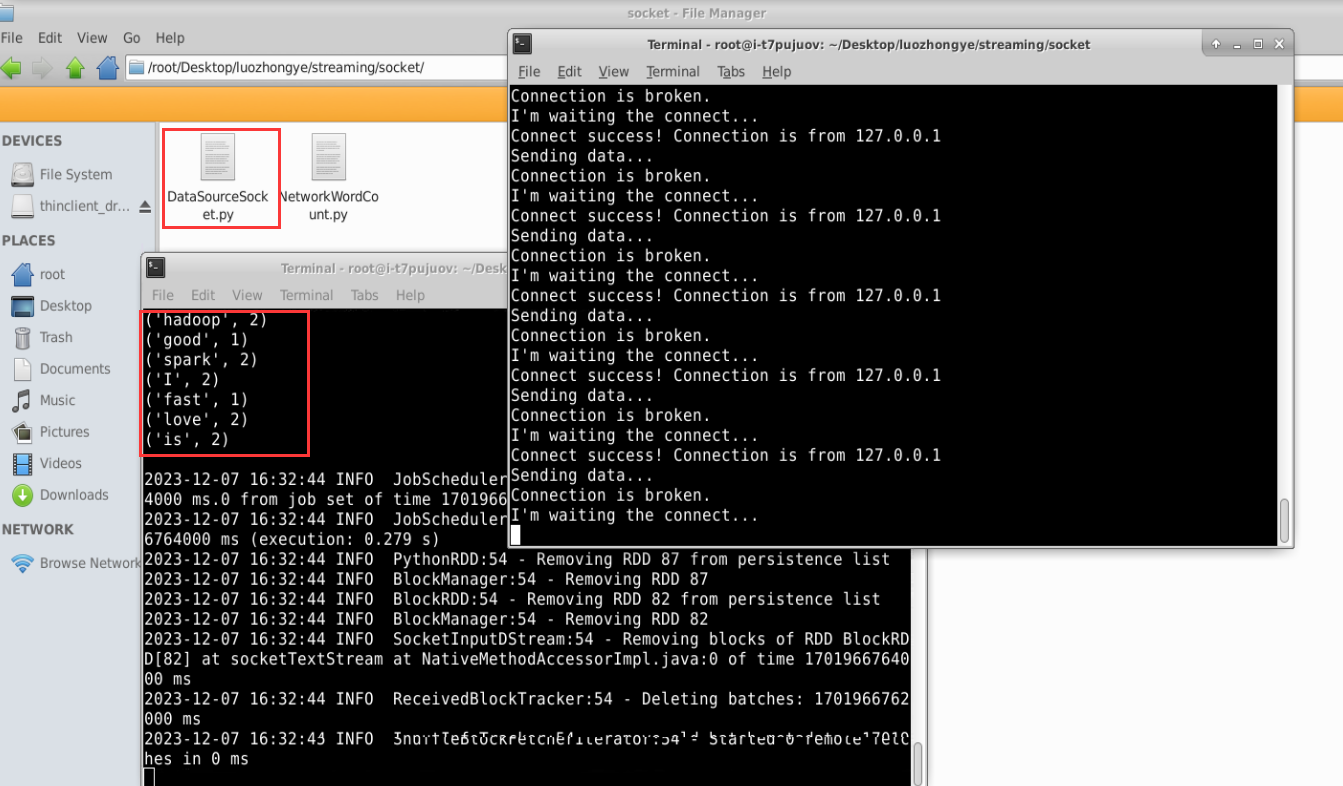 socket - File Manager
File Edit View Go Help
/root/Desktop/luozhongye/streaming/socket/
DEVICES
File System
thinclient_dr...
PLACES
root
Desktop
Trash
Documents
Music
Pictures
Videos
Downloads
NETWORK
Browse Network
DataSourceSock
et.py
NetworkWordCo
unt.py
Terminal - root@i-t7pujuov: ~/Desktop/luozhongye/streaming/socket
File Edit View Terminal Tabs Help
Connection is broken.
I'm waiting the connect...
Connect success! Connection is from 127.0.0.1
Sending data...
Connection is broken.
I'm waiting the connect...
Connect success! Connection is from 127.0.0.1
Sending data...
Connection is broken.
I'm waiting the connect...
Connect success! Connection is from 127.0.0.1
Sending data...
Connection is broken.
I'm waiting the connect...
Connect success! Connection is from 127.0.0.1
Sending data...
Connection is broken.
I'm waiting the connect...
Connect success! Connection is from 127.0.0.1
Sending data...
Connection is broken.
I'm waiting the connect...
Terminal - root@i-t7pujuov: ~/Desk
File Edit View Terminal Tabs Help
('hadoop', 2)
('good', 1)
('spark', 2)
('I', 2)
('fast', 1)
('love', 2)
('is', 2)
2023-12-07 16:32:44 INFO JobScheduler
4000 ms.0 from job set of time 17019667
2023-12-07 16:32:44 INFO JobScheduler
6764000 ms (execution: 0.279 s)
2023-12-07 16:32:44 INFO PythonRDD:54 - Removing RDD 87 from persistence list
2023-12-07 16:32:44 INFO BlockManager:54 - Removing RDD 87
2023-12-07 16:32:44 INFO BlockRDD:54 - Removing RDD 82 from persistence list
2023-12-07 16:32:44 INFO BlockManager:54 - Removing RDD 82
2023-12-07 16:32:44 INFO SocketInputDStream:54 - Removing blocks of RDD BlockRD
D[82] at socketTextStream at NativeMethodAccessorImpl.java:0 of time 17019667640
00 ms
2023-12-07 16:32:44 INFO ReceivedBlockTracker:54 - Deleting batches: 1701966762
000 ms
2023-12-07 INFO
hes in 0 ms